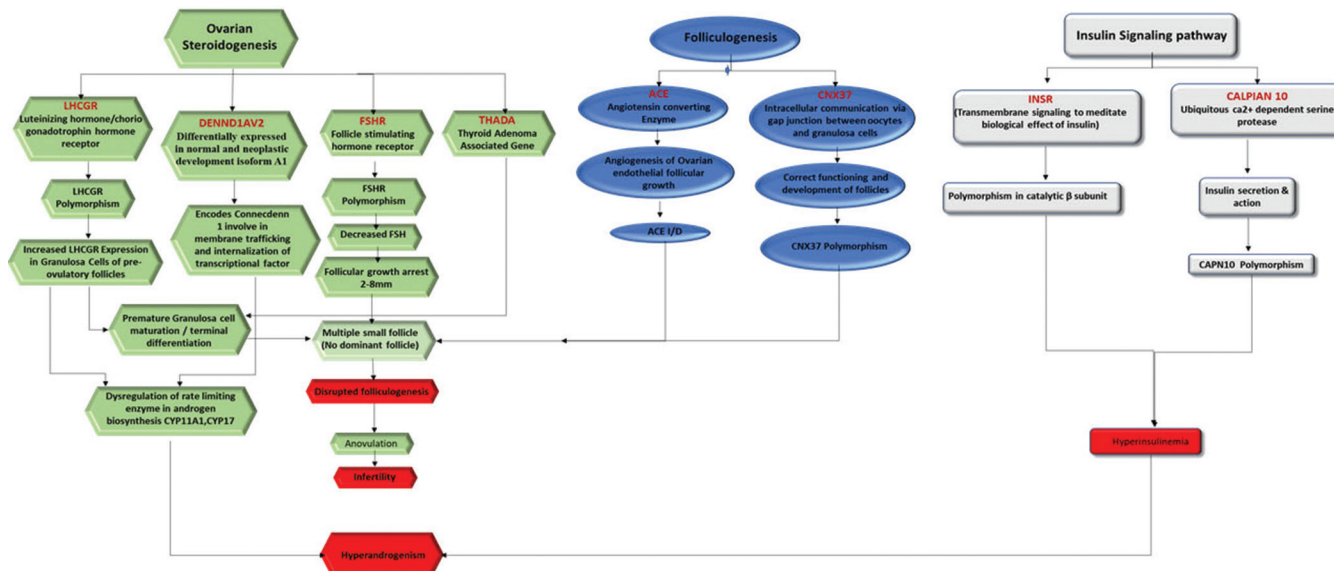 Ovarian
Steroidogenesis
LHCGR
Luteinizing hormone/chorio
gonadotrophin hormone
receptor
LHCGR
Polymorphism
Increased LHCGR Expression
in Granulosa Cells of pre-
ovulatory follicles
DENND1AV2
Differentially expressed
in normal and neoplastic
development isoform A1
Encodes Connecdenn
1 involve in
membrane trafficking
and internalization of
transcriptional factor
FSHR
Follicle stimulating
hormone receptor
FSHR
Polymorphism
Decreased FSH
Follicular growth arrest
2-8mm
THADA
Thyroid Adenoma
Associated Gene
Premature Granulosa cell
maturation / terminal
differentiation
Multiple small follicle
(No dominant follicle)
Dysregulation of rate limiting
enzyme in androgen
biosynthesis CYP11A1,CYP17
Disrupted folliculogenesis
Anovulation
Infertility
Hyperandrogenism
Folliculogenesis
ACE
Angiotensin converting
Enzyme
Angiogenesis of Ovarian
endothelial follicular
growth
ACE I/D
CNX37
Intracellular communication via
gap junction between oocytes
and granulosa cells
Correct functioning and
development of follicles
CNX37 Polymorphism
Insulin Signaling pathway
INSR
(Transmembrane signaling to meditate
biological effect of insulin)
Polymorphism in catalytic β subunit
CALPIAN 10
Ubiquitous ca2+ dependent serine
protease
Insulin secretion &
action
CAPN10 Polymorphism
Hyperinsulinemia